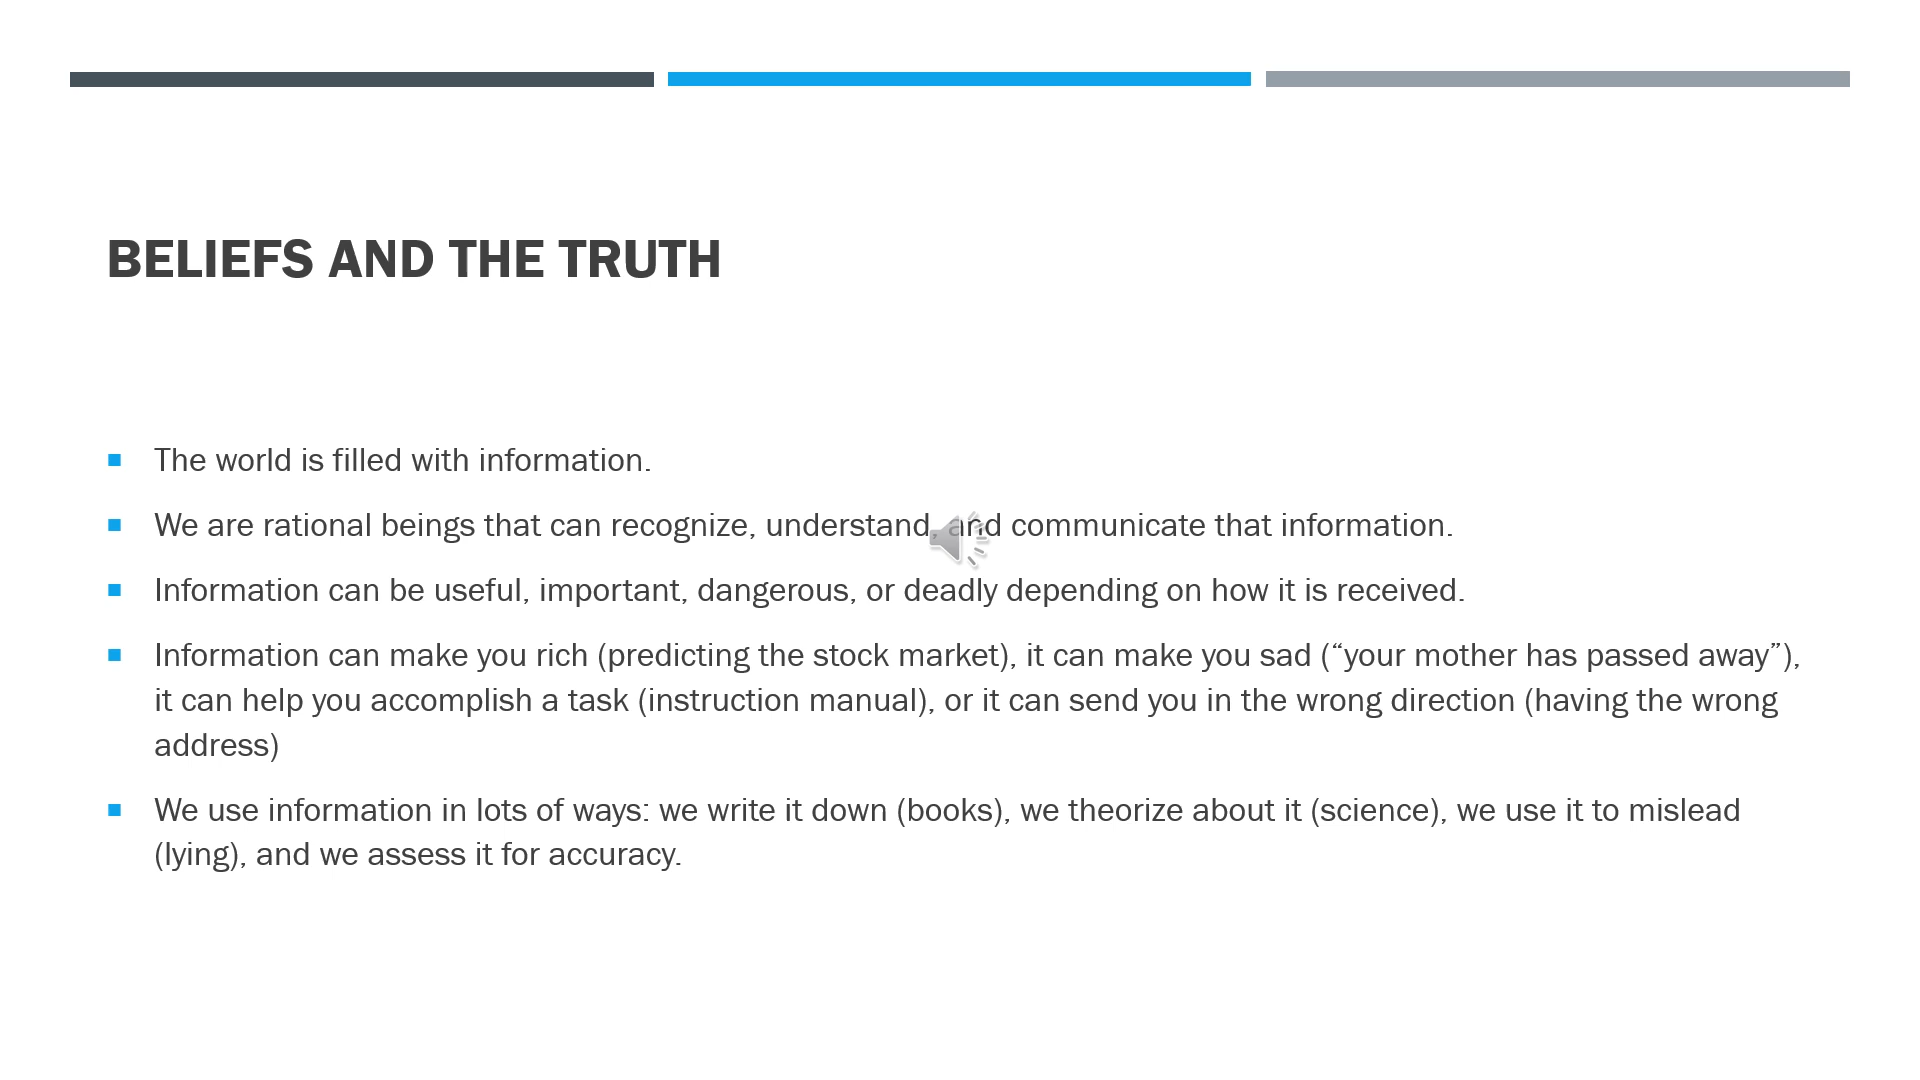 BELIEFS AND THE TRUTH
The world is filled with information.
We are rational beings that can recognize, understand, and communicate that information.
Information can be useful, important, dangerous, or deadly depending on how it is received.
Information can make you rich (predicting the stock market), it can make you sad (“your mother has passed away”),
it can help you accomplish a task (instruction manual), or it can send you in the wrong direction (having the wrong
address)
We use information in lots of ways: we write it down (books), we theorize about it (science), we use it to mislead
(lying), and we assess it for accuracy.